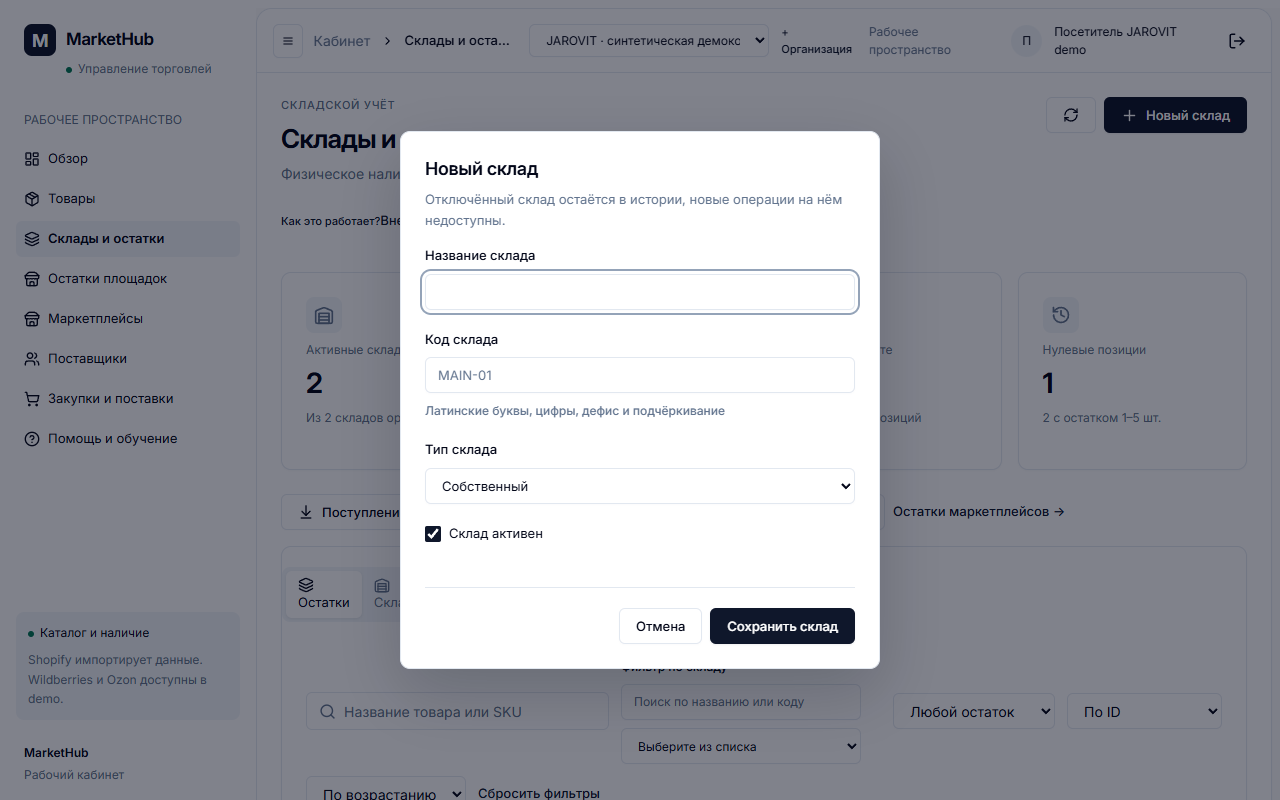 M MarketHub
Управление торговлей
РАБОЧЕЕ ПРОСТРАНСТВО
Обзор
Товары
Склады и остатки
Остатки площадок
Маркетплейсы
Поставщики
Закупки и поставки
Помощь и обучение
Каталог и наличие
Shopify импортирует данные.
Wildberries и Ozon доступны в
demo.
MarketHub
Рабочий кабинет
Кабинет
Склады и оста...
JAROVIT · синтетическая демокс
+
Организация
Рабочее
пространство
П
Посетитель JAROVIT
demo
СКЛАДСКОЙ УЧЁТ
Склады и
Физическое нали
Как это работает?
+ Новый склад
Активные склад
2
Из 2 складов ор
Нулевые позиции
1
2 с остатком 1–5 шт.
Поступлени
Остатки маркетплейсов →
Остатки
Название товара или SKU
Поиск по названию или коду
Выберите из списка
Любой остаток
По ID
По возрастанию
Сбросить фильтры
Новый склад
Отключённый склад остаётся в истории, новые операции на нём
недоступны.
Название склада
Код склада
MAIN-01
Латинские буквы, цифры, дефис и подчёркивание
Тип склада
Собственный
Склад активен
Отмена
Сохранить склад